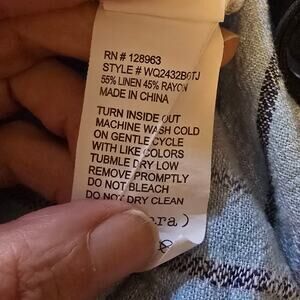 RN # 128963
STYLE # WQ2432B0TJ
55% LINEN 45% RAYON
MADE IN CHINA
TURN INSIDE OUT
MACHINE WASH COLD
ON GENTLE CYCLE
WITH LIKE COLORS
TUBMLE DRY LOW
REMOVE PROMPTLY
DO NOT BLEACH
DO NOT DRY CLEAN